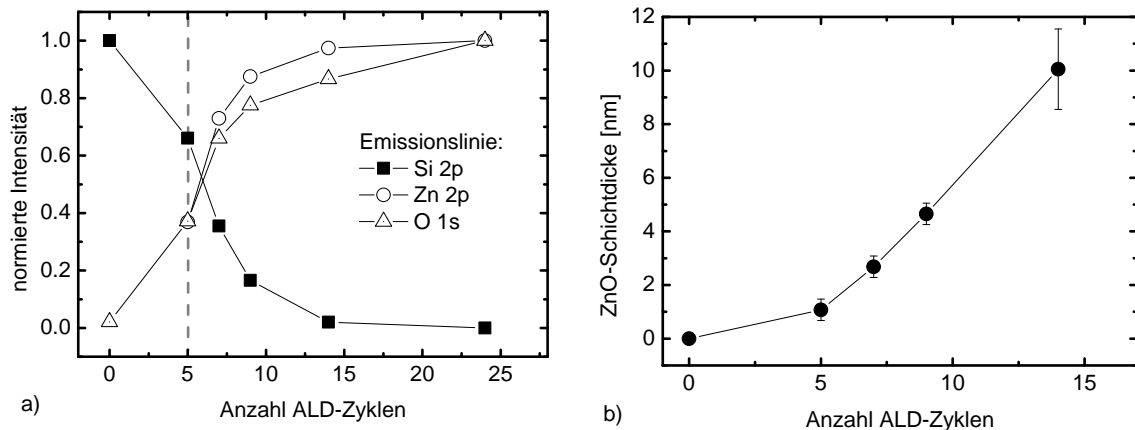 1.0
0.8
0.6
0.4
0.2
0.0
normierte Intensität
Emissionslinie:
Si 2p
Zn 2p
O 1s
0 5 10 15 20 25
Anzahl ALD-Zyklen
a)
12
10
8
6
4
2
0
ZnO-Schichtdicke [nm]
0 5 10 15
Anzahl ALD-Zyklen
b)